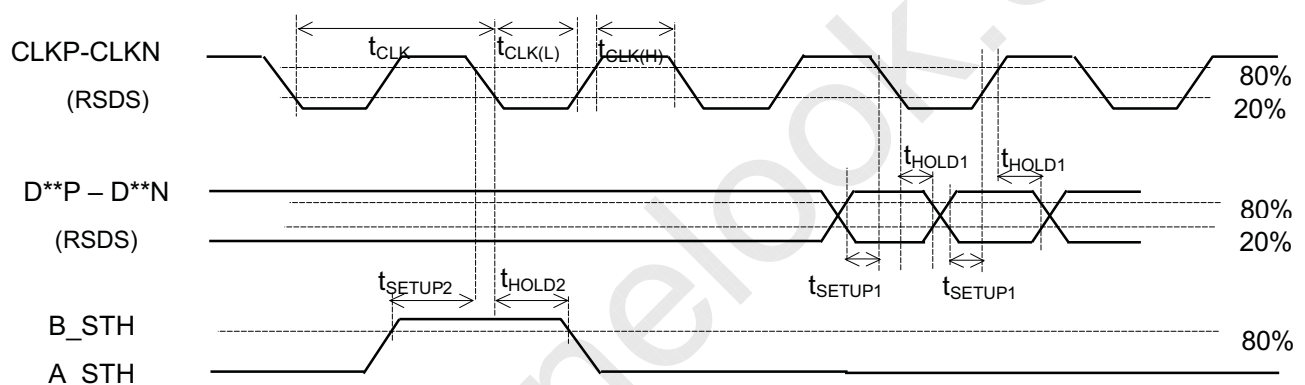 CLKP-CLKN
(RSDS)
tCLK
tCLK(L)
tCLK(H)
80%
20%
D**P – D**N
(RSDS)
tHOLD1
tHOLD1
80%
20%
tSETUP1
tSETUP1
tSETUP2
tHOLD2
B_STH
A_STH
80%